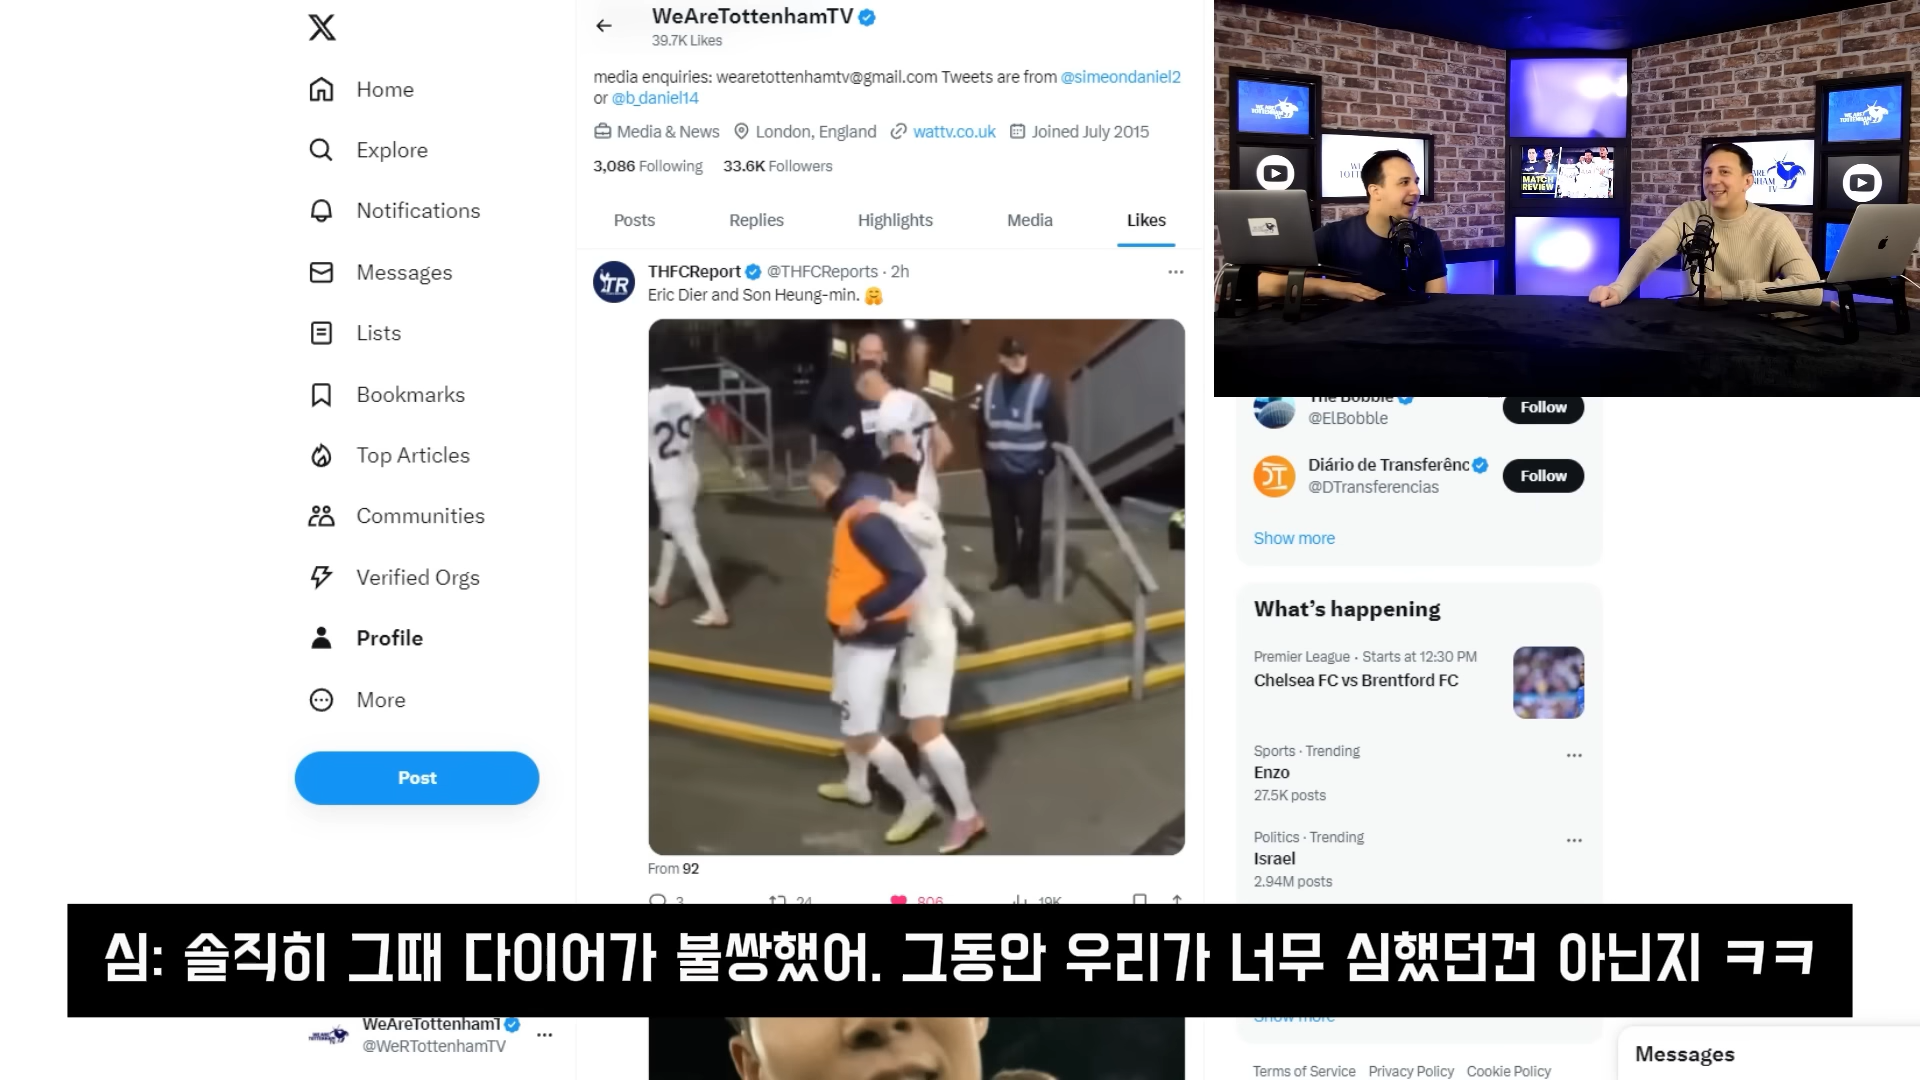 WeAreTottenhamTV
39.7K Likes
media enquiries: wearetottenhamtv@gmail.com Tweets are from @simeondaniel2
or @b_daniel14
Media & News London, England wattv.co.uk Joined July 2015
3,086 Following 33.6K Followers
Posts Replies Highlights Media Likes
Home
Explore
Notifications
Messages
Lists
Bookmarks
Top Articles
Communities
Verified Orgs
Profile
More
Post
THFCReport @THFCReports · 2h
Eric Dier and Son Heung-min. 🤗
TR
29
From 92
3 24 806 19K
MATCH
REVIEW
The Bobble
@ElBobble
Follow
Diário de Transferênc
@DTransferencias
Follow
Show more
What's happening
Premier League · Starts at 12:30 PM
Chelsea FC vs Brentford FC
Sports · Trending
Enzo
27.5K posts
Politics · Trending
Israel
2.94M posts
심: 솔직히 그때 다이어가 불쌍했어. 그동안 우리가 너무 심했던건 아닌지 ㅋㅋ
Show more
WeAreTottenhamT
@WeRTottenhamTV
Messages
Terms of Service Privacy Policy Cookie Policy